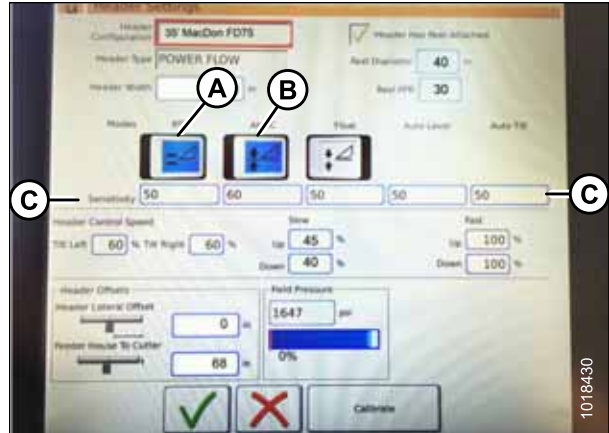 Header Settings
Header Configuration 35' MacDon FD75
Header Has Reel Attached
Header Type POWER FLOW
Reel Diameter 40 in
Header Width in
Reel PPR 30
A
B
Modes Float Auto Level Auto Tilt
C Sensitivity 50 60 50 50 50 C
Header Control Speed Slow Fast
Tilt Left 60 % Tilt Right 60 % Up 45 % Up 100 %
Down 40 % Down 100 %
Header Offsets Field Pressure
Header Lateral Offset 1647 psi
0 in
0%
Feeder House To Cutter
68 in
Calibrate
1018430